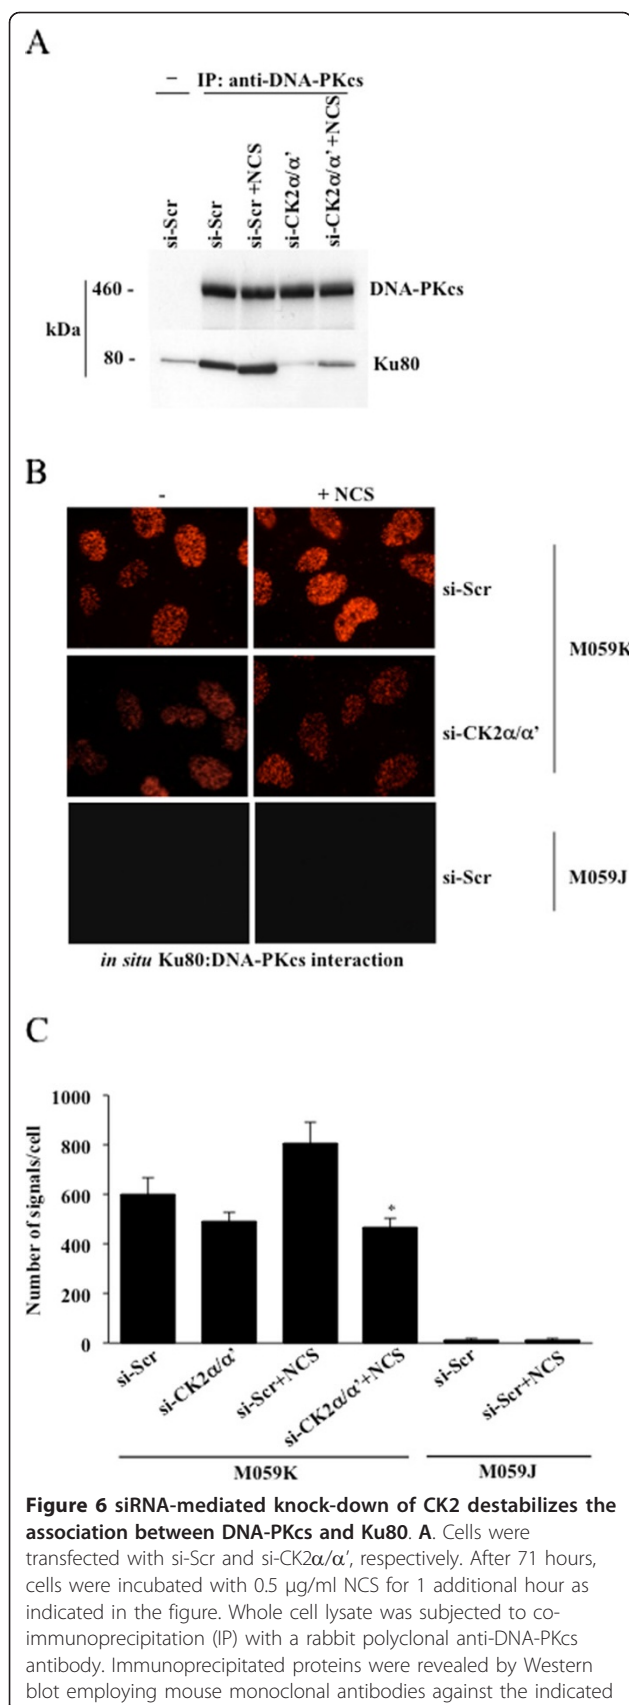 A
– IP: anti-DNA-PKcs
si-Scr
si-Scr
si-Scr +NCS
si-CK2α/α'
si-CK2α/α' +NCS
460 -
DNA-PKcs
kDa
80 -
Ku80
B
- + NCS
si-Scr
M059K
si-CK2α/α'
si-Scr
M059J
in situ Ku80:DNA-PKcs interaction
C
1000
800
600
400
200
0
Number of signals/cell
*
si-Scr
si-CK2α/α'
si-Scr+NCS
si-CK2α/α'+NCS
si-Scr
si-Scr+NCS
M059K
M059J
Figure 6 siRNA-mediated knock-down of CK2 destabilizes the
association between DNA-PKcs and Ku80. A. Cells were
transfected with si-Scr and si-CK2α/α', respectively. After 71 hours,
cells were incubated with 0.5 μg/ml NCS for 1 additional hour as
indicated in the figure. Whole cell lysate was subjected to co-
immunoprecipitation (IP) with a rabbit polyclonal anti-DNA-PKcs
antibody. Immunoprecipitated proteins were revealed by Western
blot employing mouse monoclonal antibodies against the indicated